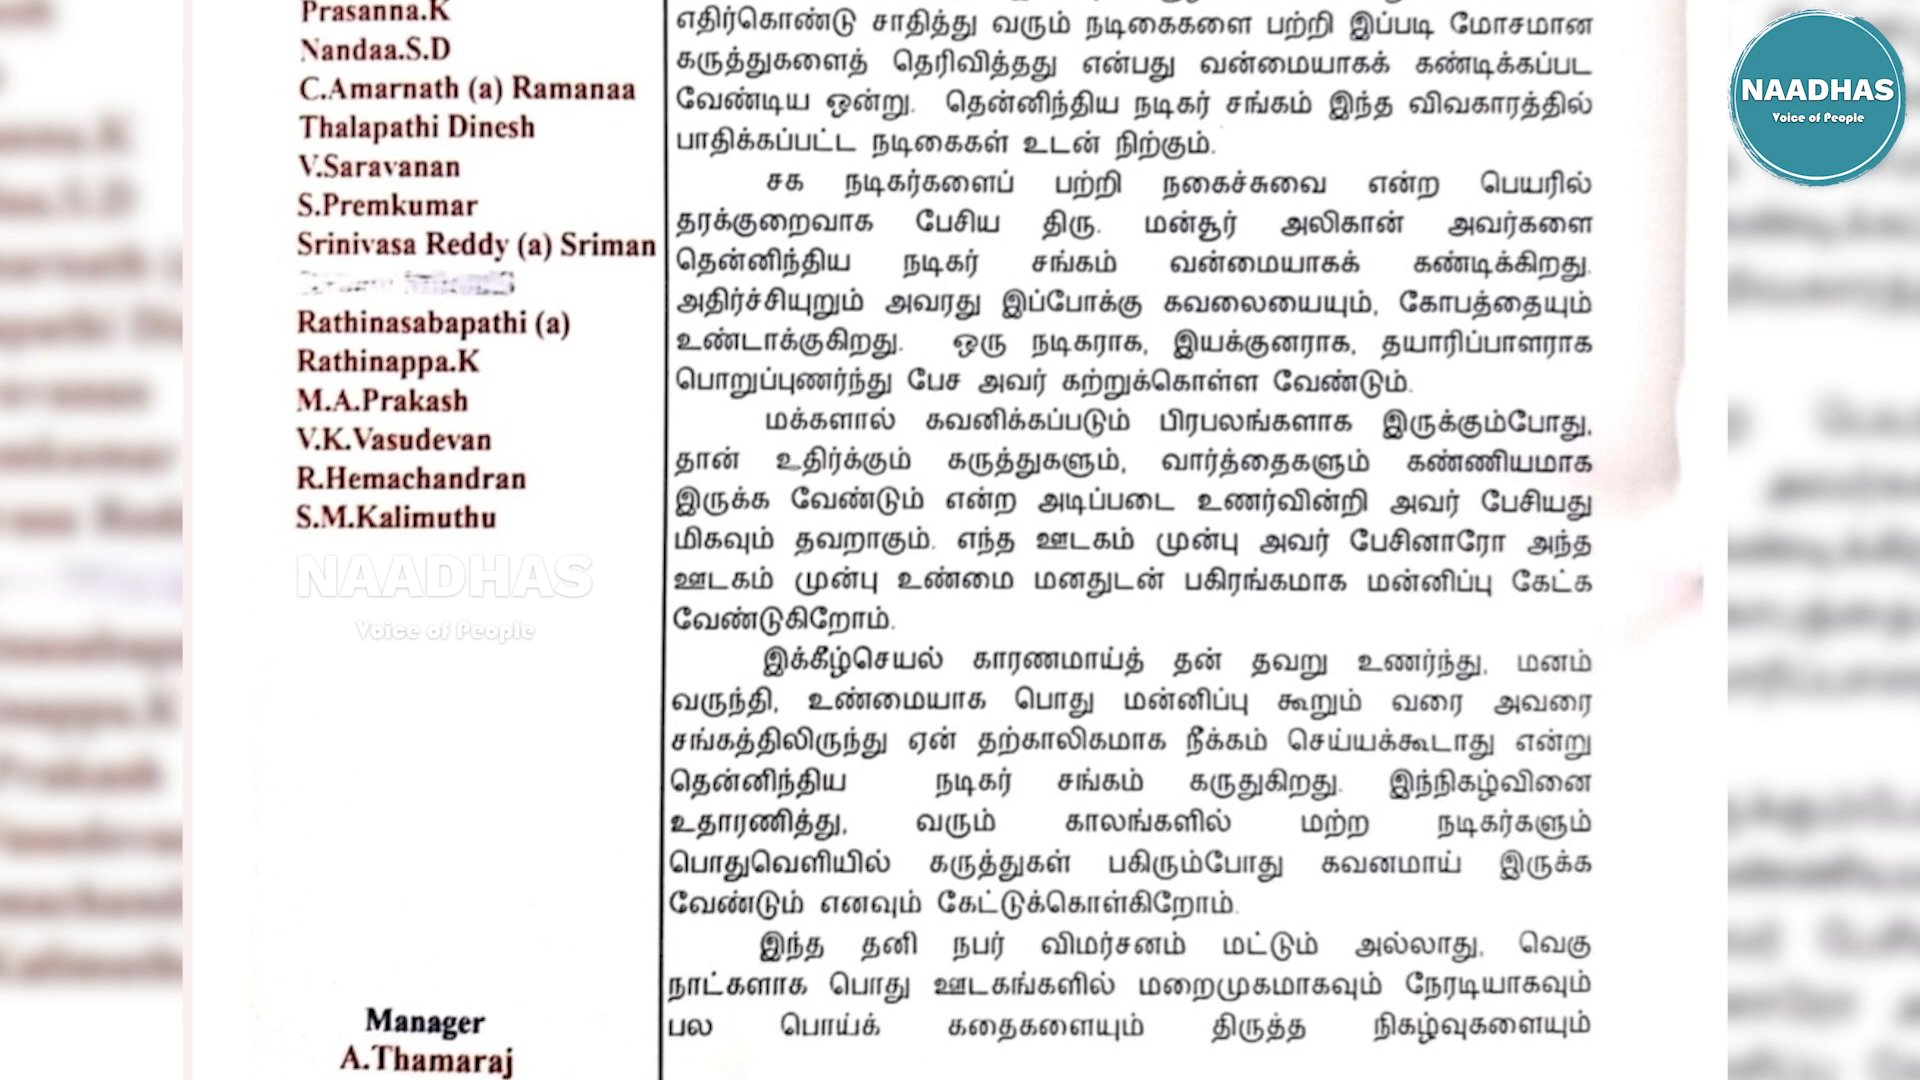 Prasanna.K
Nandaa.S.D
C.Amarnath (a) Ramanaa
Thalapathi Dinesh
V.Saravanan
S.Premkumar
Srinivasa Reddy (a) Sriman
Rathinasabapathi (a)
Rathinappa.K
M.A.Prakash
V.K.Vasudevan
R.Hemachandran
S.M.Kalimuthu
NAADHAS
Voice of People
Manager
A.Thamaraj
எதிர்கொண்டு சாதித்து வரும் நடிகைகளை பற்றி இப்படி மோசமான
கருத்துகளைத் தெரிவித்தது என்பது வன்மையாகக் கண்டிக்கப்பட
வேண்டிய ஒன்று. தென்னிந்திய நடிகர் சங்கம் இந்த விவகாரத்தில்
பாதிக்கப்பட்ட நடிகைகள் உடன் நிற்கும்.
சக நடிகர்களைப் பற்றி நகைச்சுவை என்ற பெயரில்
தரக்குறைவாக பேசிய திரு. மன்சூர் அலிகான் அவர்களை
தென்னிந்திய நடிகர் சங்கம் வன்மையாகக் கண்டிக்கிறது.
அதிர்ச்சியுறும் அவரது இப்போக்கு கவலையையும், கோபத்தையும்
உண்டாக்குகிறது. ஒரு நடிகராக, இயக்குனராக, தயாரிப்பாளராக
பொறுப்புணர்ந்து பேச அவர் கற்றுக்கொள்ள வேண்டும்.
மக்களால் கவனிக்கப்படும் பிரபலங்களாக இருக்கும்போது,
தான் உதிர்க்கும் கருத்துகளும், வார்த்தைகளும் கண்ணியமாக
இருக்க வேண்டும் என்ற அடிப்படை உணர்வின்றி அவர் பேசியது
மிகவும் தவறாகும். எந்த ஊடகம் முன்பு அவர் பேசினாரோ அந்த
ஊடகம் முன்பு உண்மை மனதுடன் பகிரங்கமாக மன்னிப்பு கேட்க
வேண்டுகிறோம்.
இக்கீழ்செயல் காரணமாய்த் தன் தவறு உணர்ந்து, மனம்
வருந்தி, உண்மையாக பொது மன்னிப்பு கூறும் வரை அவரை
சங்கத்திலிருந்து ஏன் தற்காலிகமாக நீக்கம் செய்யக்கூடாது என்று
தென்னிந்திய நடிகர் சங்கம் கருதுகிறது. இந்நிகழ்வினை
உதாரணித்து, வரும் காலங்களில் மற்ற நடிகர்களும்
பொதுவெளியில் கருத்துகள் பகிரும்போது கவனமாய் இருக்க
வேண்டும் எனவும் கேட்டுக்கொள்கிறோம்.
இந்த தனி நபர் விமர்சனம் மட்டும் அல்லாது, வெகு
நாட்களாக பொது ஊடகங்களில் மறைமுகமாகவும் நேரடியாகவும்
பல பொய்க் கதைகளையும் திருத்த நிகழ்வுகளையும்
NAADHAS
Voice of People